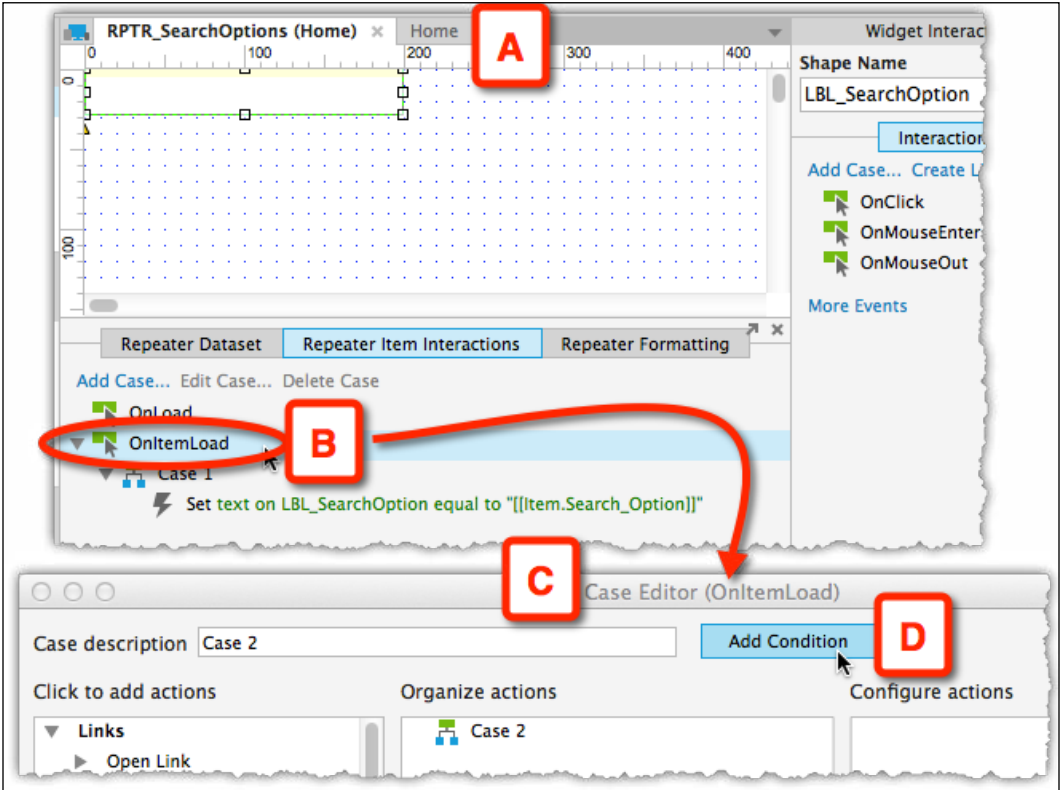 RPTR_SearchOptions (Home) × Home
A
Widget Interac
0 100 200 300 400
Shape Name
0
LBL_SearchOption
Interaction
Add Case... Create L
OnClick
OnMouseEnter
OnMouseOut
100
More Events
Repeater Dataset Repeater Item Interactions Repeater Formatting
Add Case... Edit Case... Delete Case
OnLoad
OnItemLoad
B
Case 1
Set text on LBL_SearchOption equal to "[[Item.Search_Option]]"
C
Case Editor (OnItemLoad)
Case description Case 2 Add Condition
D
Click to add actions Organize actions Configure actions
Links Case 2
Open Link